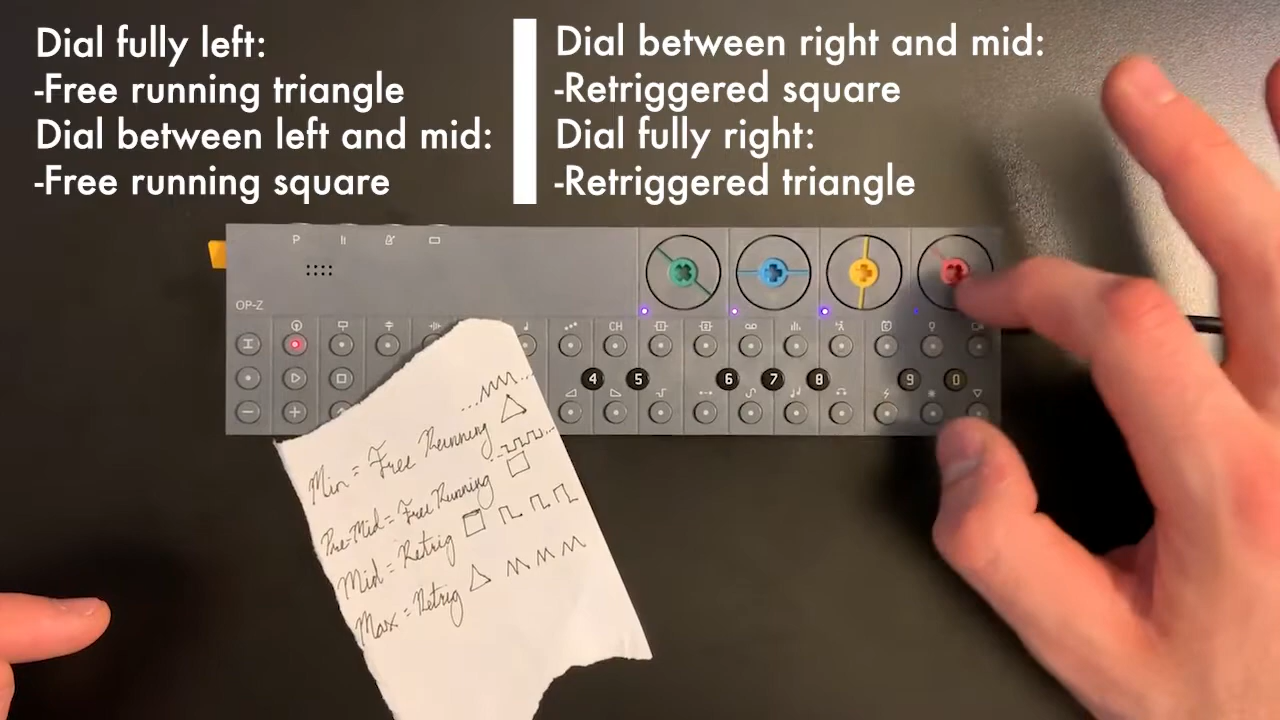 Dial fully left:
-Free running triangle
Dial between left and mid:
-Free running square
Dial between right and mid:
-Retriggered square
Dial fully right:
-Retriggered triangle
P
OP-Z
CH
4 5 6 7 8 9 0
Min = Free Running
Pre-Mid = Free Running
Mid = Retrig
Max = Retrig